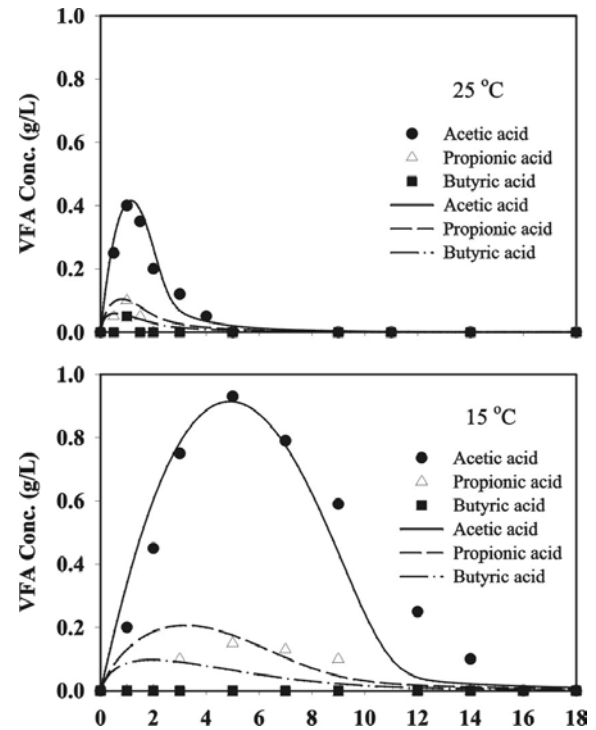 1.0
0.8
0.6
0.4
0.2
0.0
VFA Conc. (g/L)
25 °C
Acetic acid
Propionic acid
Butyric acid
Acetic acid
Propionic acid
Butyric acid
1.0
0.8
0.6
0.4
0.2
0.0
VFA Conc. (g/L)
15 °C
Acetic acid
Propionic acid
Butyric acid
Acetic acid
Propionic acid
Butyric acid
0 2 4 6 8 10 12 14 16 18